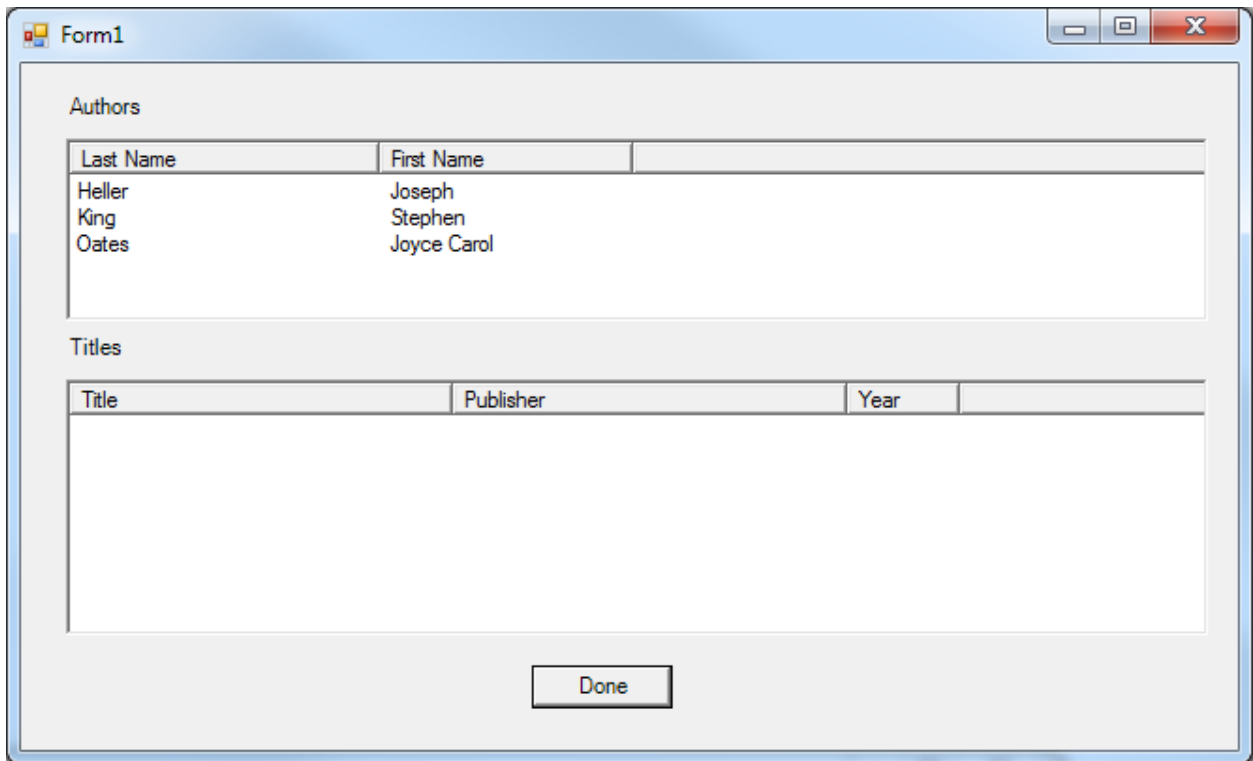 Form1
Authors
Last Name First Name
Heller Joseph
King Stephen
Oates Joyce Carol
Titles
Title Publisher Year
Done